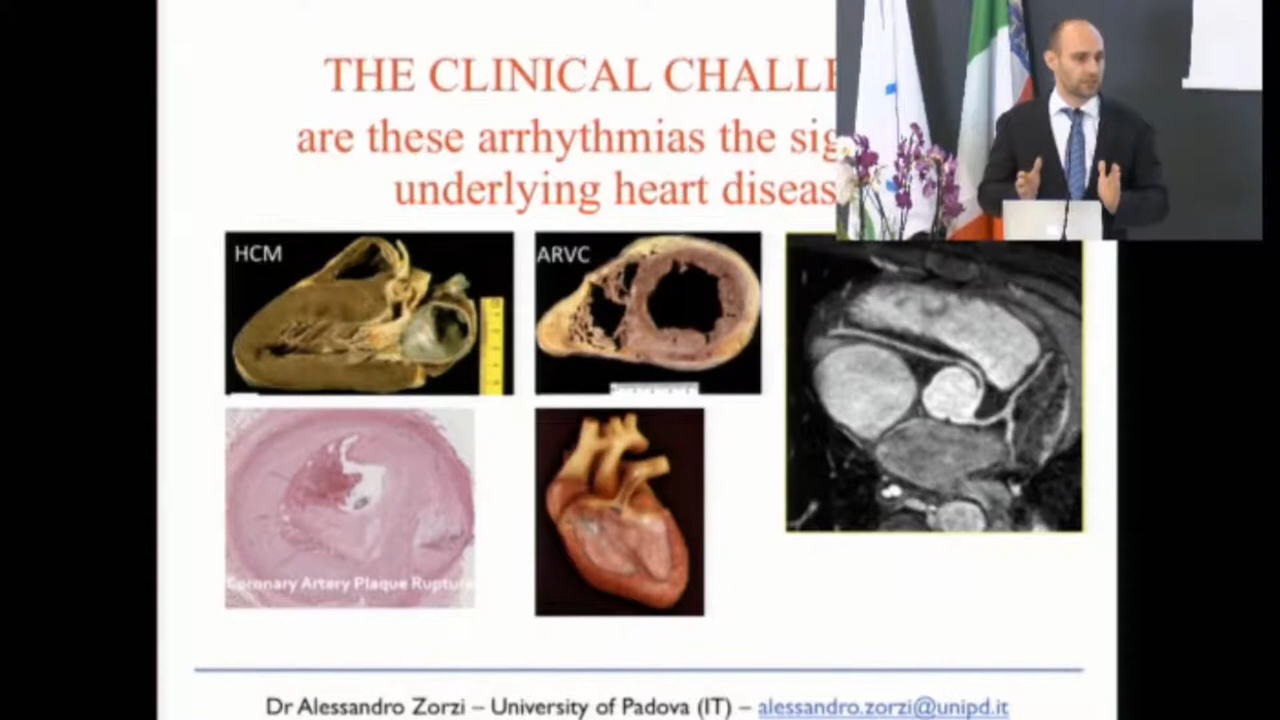 THE CLINICAL CHALLE
are these arrhythmias the sig
underlying heart diseas
HCM
ARVC
Coronary Artery Plaque Rupture
Dr Alessandro Zorzi – University of Padova (IT) – alessandro.zorzi@unipd.it